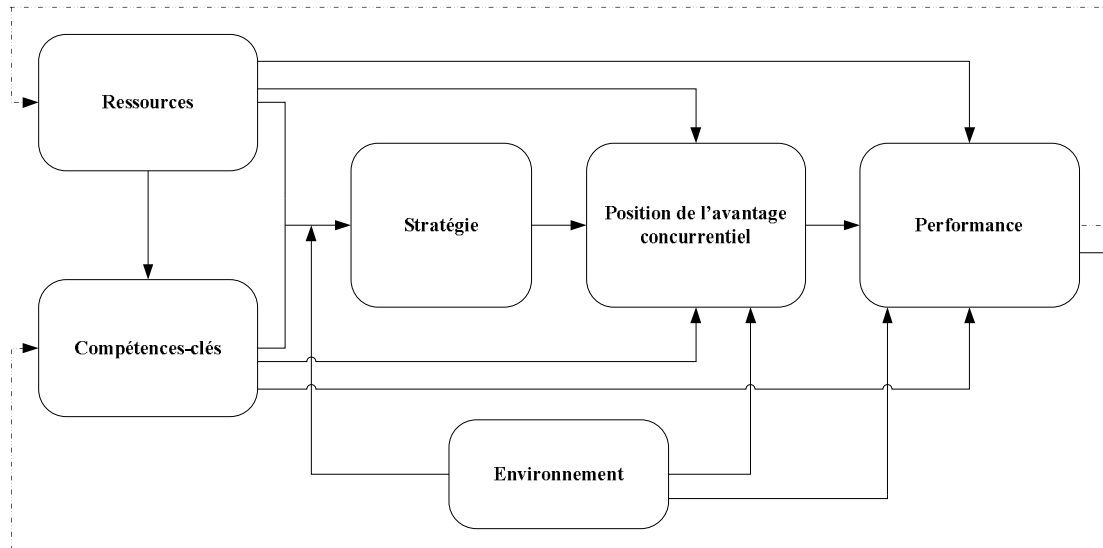 Ressources
Stratégie
Position de l’avantage
concurrentiel
Performance
Compétences-clés
Environnement